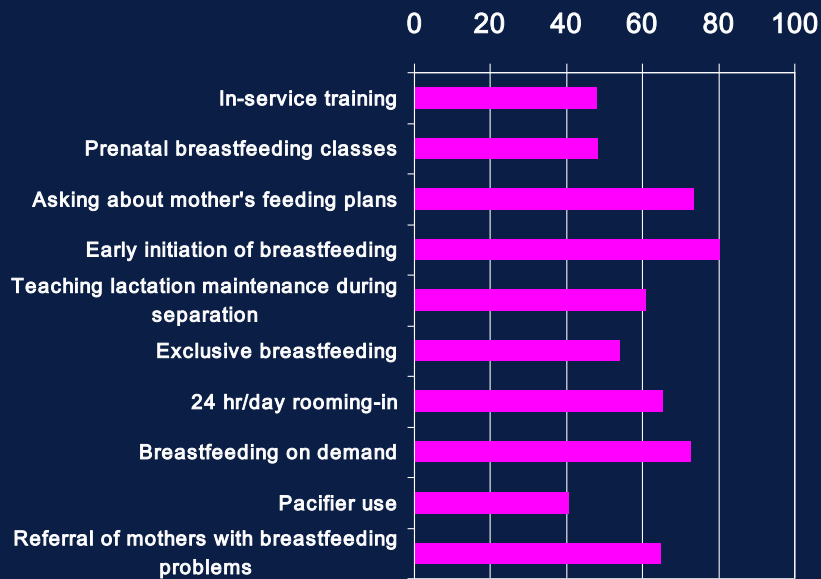 0 20 40 60 80 100
In-service training
Prenatal breastfeeding classes
Asking about mother's feeding plans
Early initiation of breastfeeding
Teaching lactation maintenance during
separation
Exclusive breastfeeding
24 hr/day rooming-in
Breastfeeding on demand
Pacifier use
Referral of mothers with breastfeeding
problems